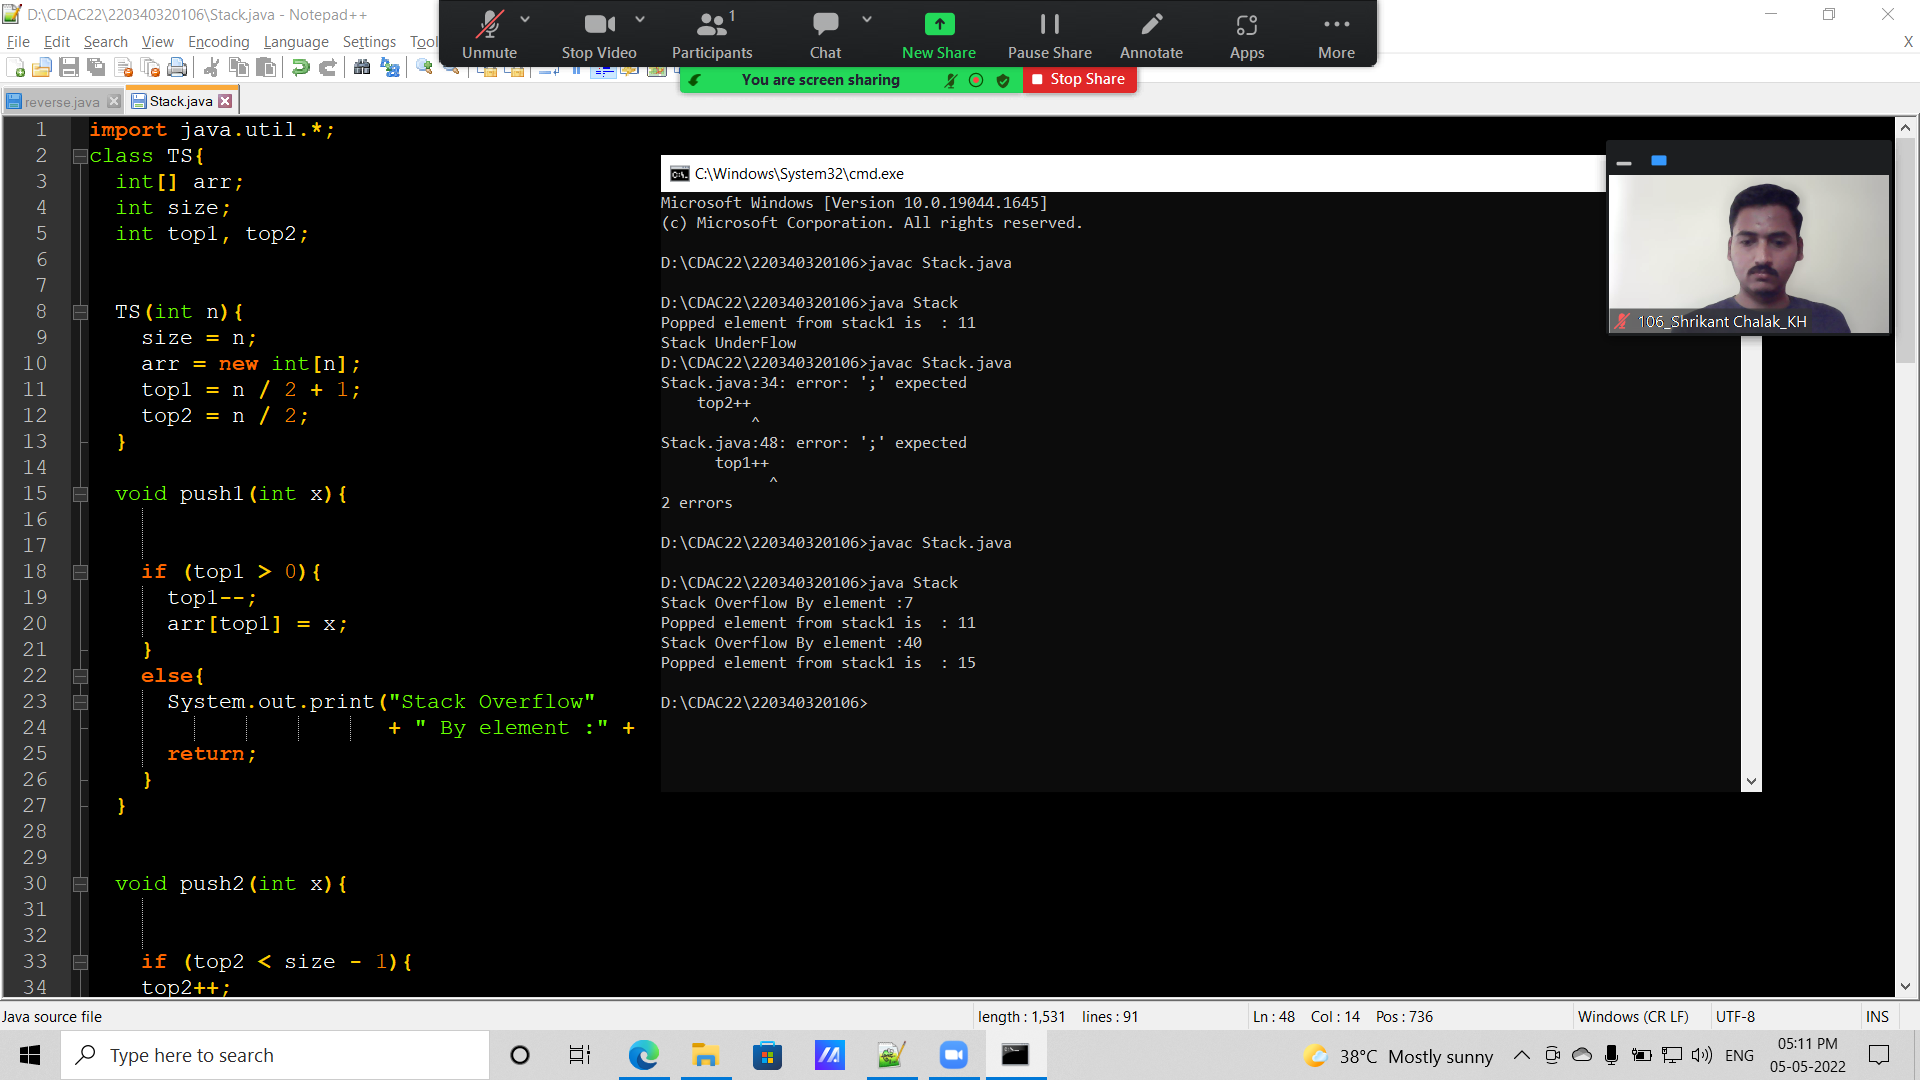 D:\CDAC22\220340320106\Stack.java - Notepad++
File Edit Search View Encoding Language Settings Tool
X
Unmute
Stop Video
1
Participants
Chat
New Share
Pause Share
Annotate
Apps
More
You are screen sharing
Stop Share
reverse.java
Stack.java
1 import java.util.*;
2 class TS{
3 int[] arr;
4 int size;
5 int top1, top2;
6
7
8 TS(int n){
9 size = n;
10 arr = new int[n];
11 top1 = n / 2 + 1;
12 top2 = n / 2;
13 }
14
15 void push1(int x){
16
17
18 if (top1 > 0){
19 top1--;
20 arr[top1] = x;
21 }
22 else{
23 System.out.print("Stack Overflow"
24 + " By element :" +
25 return;
26 }
27 }
28
29
30 void push2(int x){
31
32
33 if (top2 < size - 1){
34 top2++;
C:\Windows\System32\cmd.exe
Microsoft Windows [Version 10.0.19044.1645]
(c) Microsoft Corporation. All rights reserved.
D:\CDAC22\220340320106>javac Stack.java
D:\CDAC22\220340320106>java Stack
Popped element from stack1 is  : 11
Stack UnderFlow
D:\CDAC22\220340320106>javac Stack.java
Stack.java:34: error: ';' expected
top2++
^
Stack.java:48: error: ';' expected
top1++
^
2 errors
D:\CDAC22\220340320106>javac Stack.java
D:\CDAC22\220340320106>java Stack
Stack Overflow By element :7
Popped element from stack1 is  : 11
Stack Overflow By element :40
Popped element from stack1 is  : 15
D:\CDAC22\220340320106>
106_Shrikant Chalak_KH
Java source file
length : 1,531 lines : 91
Ln : 48 Col : 14 Pos : 736
Windows (CR LF)
UTF-8
INS
Type here to search
38°C Mostly sunny
ENG
05:11 PM
05-05-2022